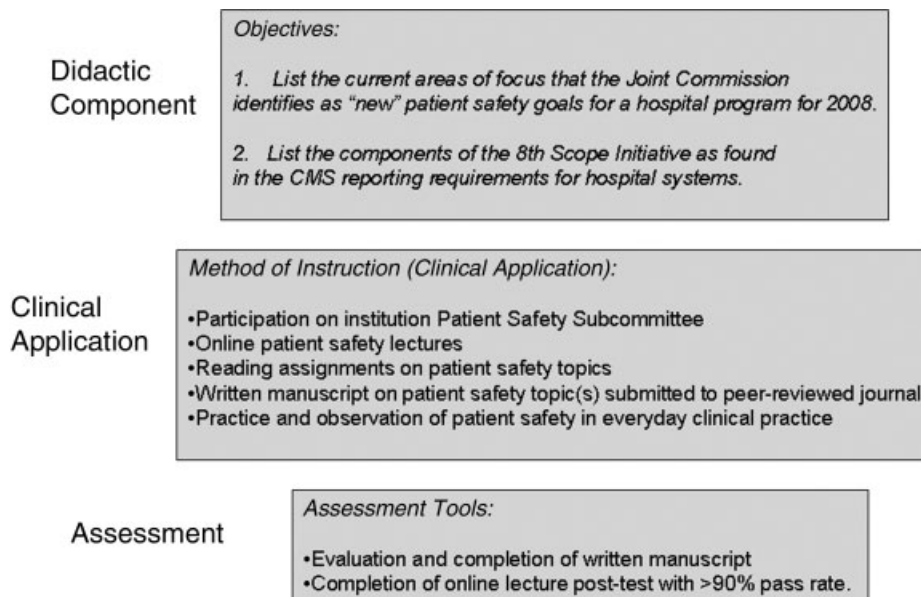 Didactic
Component
Objectives:
1. List the current areas of focus that the Joint Commission
identifies as “new” patient safety goals for a hospital program for 2008.
2. List the components of the 8th Scope Initiative as found
in the CMS reporting requirements for hospital systems.
Clinical
Application
Method of Instruction (Clinical Application):
•Participation on institution Patient Safety Subcommittee
•Online patient safety lectures
•Reading assignments on patient safety topics
•Written manuscript on patient safety topic(s) submitted to peer-reviewed journal
•Practice and observation of patient safety in everyday clinical practice
Assessment
Assessment Tools:
•Evaluation and completion of written manuscript
•Completion of online lecture post-test with >90% pass rate.